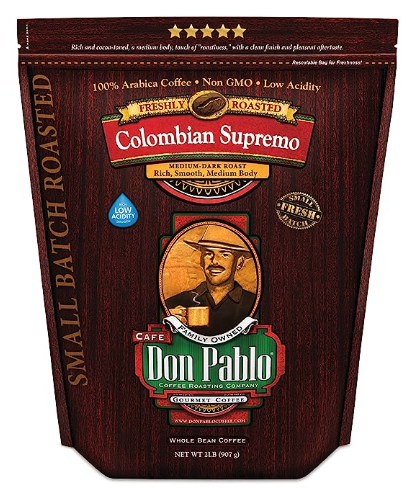 Rich and cocoa-toned, a medium body, touch of "roastiness," with a clean finish and pleasant aftertaste.
Resealable Bag for Freshness!
100% Arabica Coffee • Non GMO • Low Acidity
FRESHLY ROASTED
Colombian Supremo
MEDIUM-DARK ROAST
Rich, Smooth, Medium Body
SMALL BATCH ROASTED
LOW
ACIDITY
SMALL
FRESH
BATCH
FAMILY OWNED
CAFE
Don Pablo
COFFEE ROASTING COMPANY
GOURMET COFFEE
WWW.DONPABLOCOFFEE.COM
WHOLE BEAN COFFEE
NET WT 2LB (907 g)